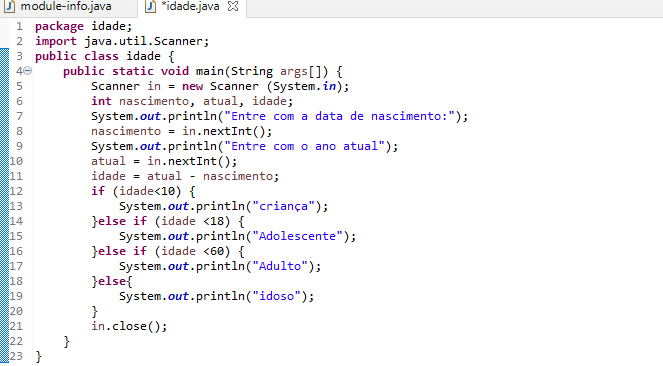 module-info.java *idade.java
1 package idade;
2 import java.util.Scanner;
3 public class idade {
4 public static void main(String args[]) {
5 Scanner in = new Scanner (System.in);
6 int nascimento, atual, idade;
7 System.out.println("Entre com a data de nascimento:");
8 nascimento = in.nextInt();
9 System.out.println("Entre com o ano atual");
10 atual = in.nextInt();
11 idade = atual - nascimento;
12 if (idade<10) {
13 System.out.println("criança");
14 }else if (idade <18) {
15 System.out.println("Adolescente");
16 }else if (idade <60) {
17 System.out.println("Adulto");
18 }else{
19 System.out.println("idoso");
20 }
21 in.close();
22 }
23 }